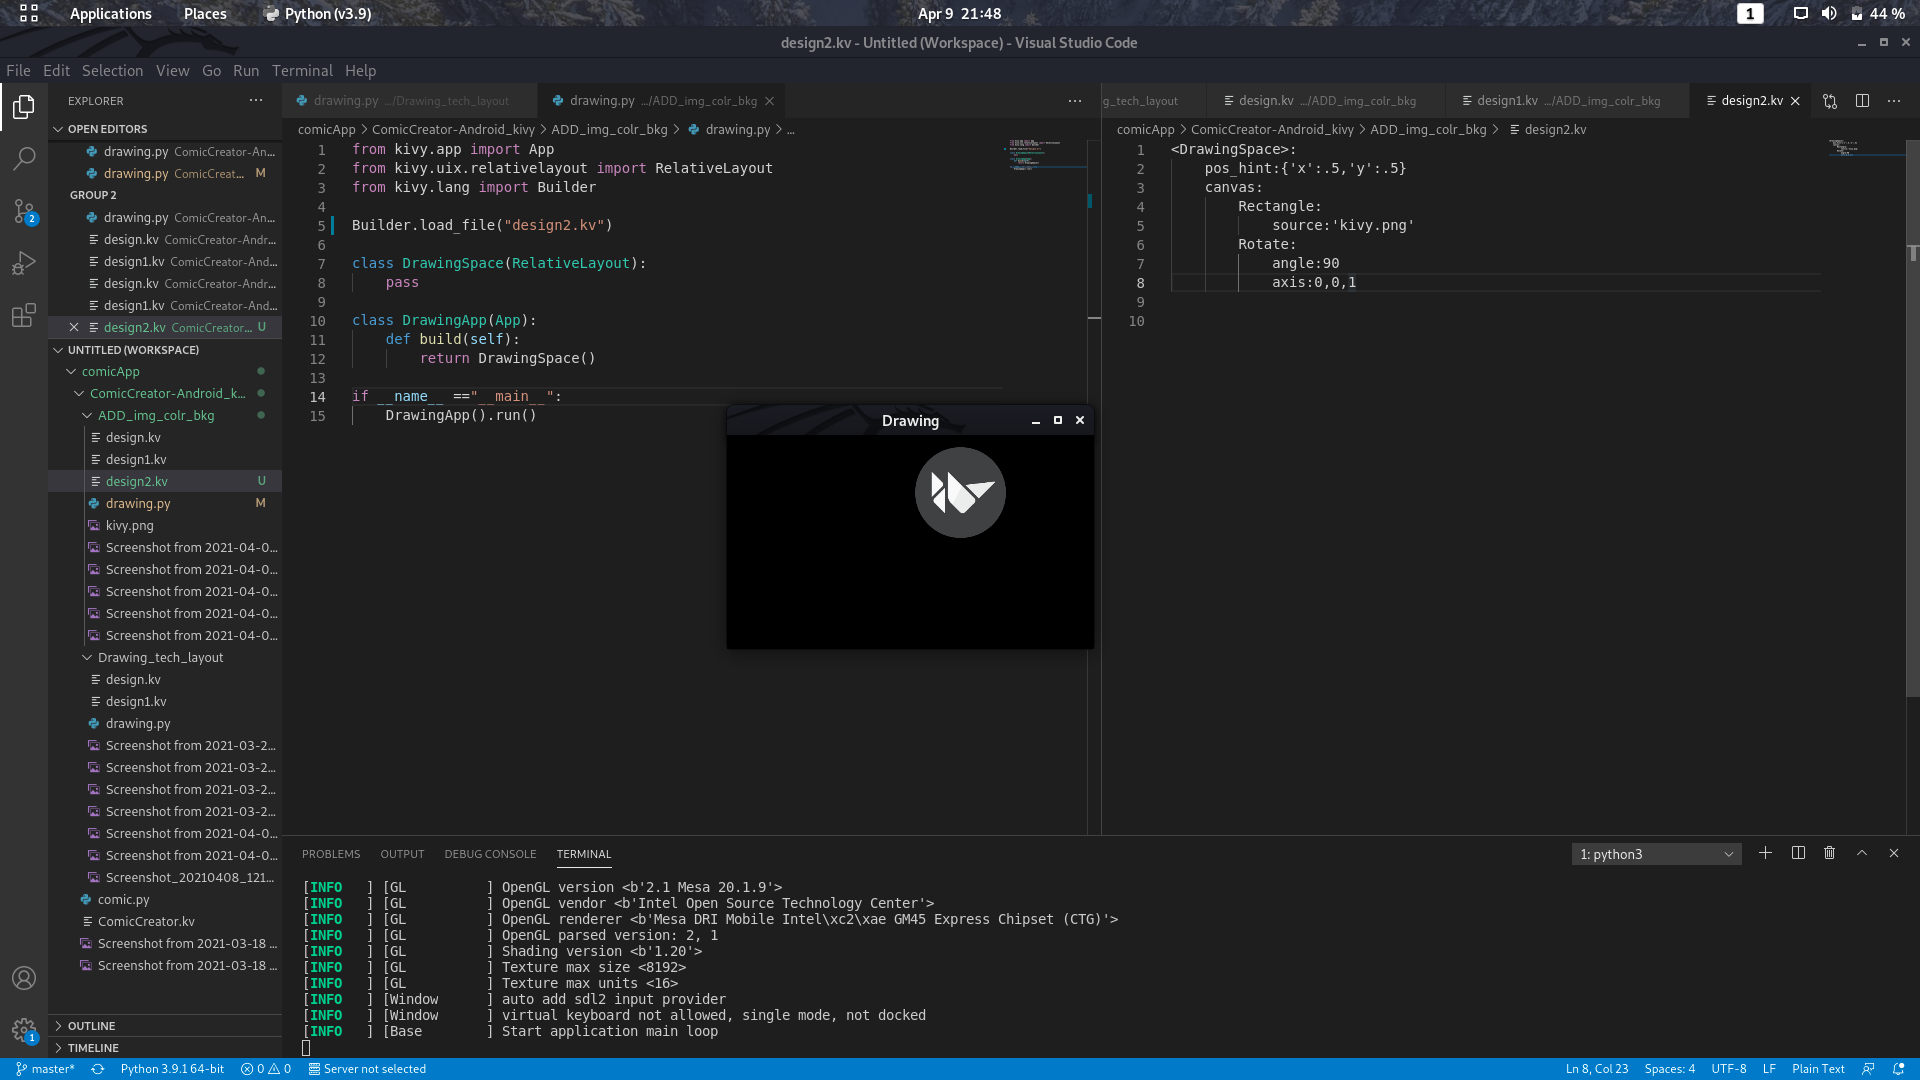 Applications Places Python (v3.9) Apr 9 21:48 1 44 %
design2.kv - Untitled (Workspace) - Visual Studio Code
File Edit Selection View Go Run Terminal Help
EXPLORER
OPEN EDITORS
drawing.py ComicCreator-An...
drawing.py ComicCreat... M
GROUP 2
drawing.py ComicCreator-An...
design.kv ComicCreator-Andr...
design1.kv ComicCreator-And...
design.kv ComicCreator-Andr...
design1.kv ComicCreator-And...
design2.kv ComicCreator... U
UNTITLED (WORKSPACE)
comicApp
ComicCreator-Android_k...
ADD_img_colr_bkg
design.kv
design1.kv
design2.kv U
drawing.py M
kivy.png
Screenshot from 2021-04-0...
Screenshot from 2021-04-0...
Screenshot from 2021-04-0...
Screenshot from 2021-04-0...
Screenshot from 2021-04-0...
Drawing_tech_layout
design.kv
design1.kv
drawing.py
Screenshot from 2021-03-2...
Screenshot from 2021-03-2...
Screenshot from 2021-03-2...
Screenshot from 2021-03-2...
Screenshot from 2021-04-0...
Screenshot from 2021-04-0...
Screenshot_20210408_121...
comic.py
ComicCreator.kv
Screenshot from 2021-03-18 ...
Screenshot from 2021-03-18 ...
OUTLINE
TIMELINE
2
1
drawing.py .../Drawing_tech_layout drawing.py .../ADD_img_colr_bkg
comicApp > ComicCreator-Android_kivy > ADD_img_colr_bkg > drawing.py > ...
1 from kivy.app import App
2 from kivy.uix.relativelayout import RelativeLayout
3 from kivy.lang import Builder
4
5 Builder.load_file("design2.kv")
6
7 class DrawingSpace(RelativeLayout):
8 pass
9
10 class DrawingApp(App):
11 def build(self):
12 return DrawingSpace()
13
14 if __name__ =="__main__":
15 DrawingApp().run()
Drawing
g_tech_layout design.kv .../ADD_img_colr_bkg design1.kv .../ADD_img_colr_bkg design2.kv
comicApp > ComicCreator-Android_kivy > ADD_img_colr_bkg > design2.kv
1 <DrawingSpace>:
2 pos_hint:{'x':.5,'y':.5}
3 canvas:
4 Rectangle:
5 source:'kivy.png'
6 Rotate:
7 angle:90
8 axis:0,0,1
9
10
PROBLEMS OUTPUT DEBUG CONSOLE TERMINAL 1: python3
[INFO ] [GL ] OpenGL version <b'2.1 Mesa 20.1.9'>
[INFO ] [GL ] OpenGL vendor <b'Intel Open Source Technology Center'>
[INFO ] [GL ] OpenGL renderer <b'Mesa DRI Mobile Intel\xc2\xae GM45 Express Chipset (CTG)'>
[INFO ] [GL ] OpenGL parsed version: 2, 1
[INFO ] [GL ] Shading version <b'1.20'>
[INFO ] [GL ] Texture max size <8192>
[INFO ] [GL ] Texture max units <16>
[INFO ] [Window ] auto add sdl2 input provider
[INFO ] [Window ] virtual keyboard not allowed, single mode, not docked
[INFO ] [Base ] Start application main loop
master* Python 3.9.1 64-bit 0 0 Server not selected Ln 8, Col 23 Spaces: 4 UTF-8 LF Plain Text